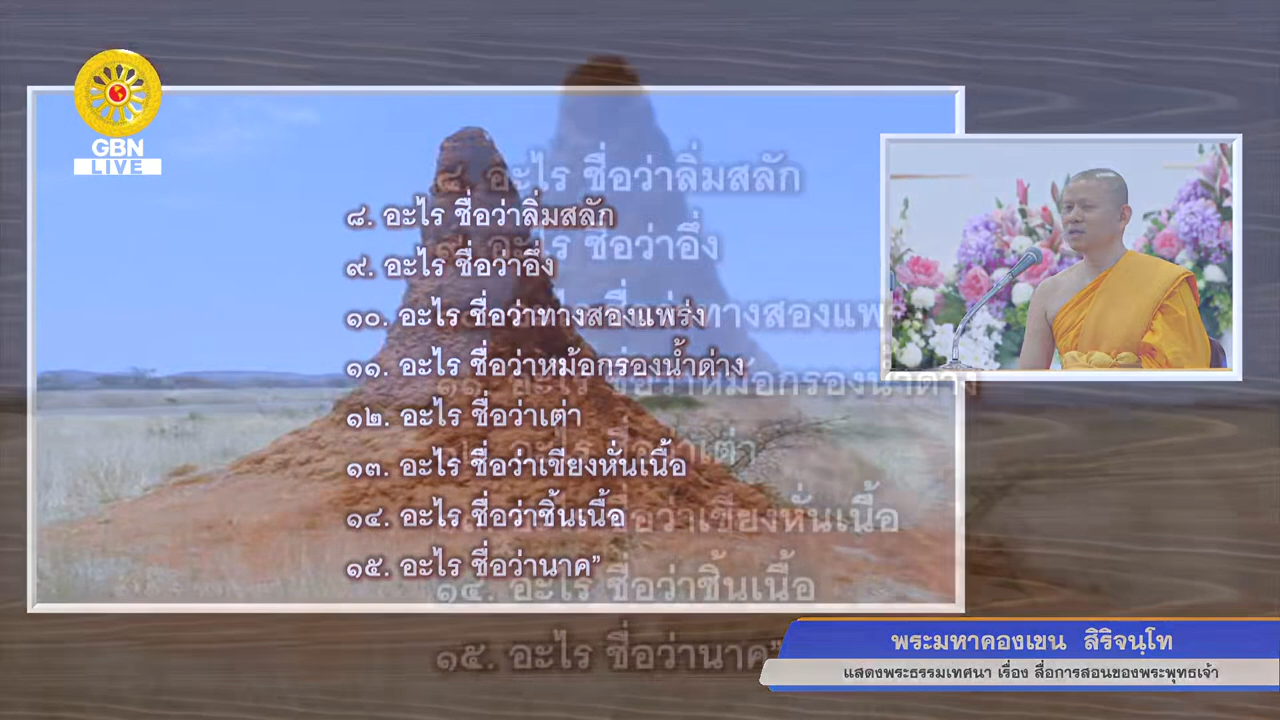 GBN
LIVE
๘. อะไร ชื่อว่าลิ่มสลัก
๙. อะไร ชื่อว่าอึ่ง
๑๐. อะไร ชื่อว่าทางสองแพร่ง
๑๑. อะไร ชื่อว่าหม้อกรองน้ำด่าง
๑๒. อะไร ชื่อว่าเต่า
๑๓. อะไร ชื่อว่าเขียงหั่นเนื้อ
๑๔. อะไร ชื่อว่าชิ้นเนื้อ
๑๕. อะไร ชื่อว่านาค”
พระมหาคองเขน สิริจนฺโท
แสดงพระธรรมเทศนา เรื่อง สื่อการสอนของพระพุทธเจ้า